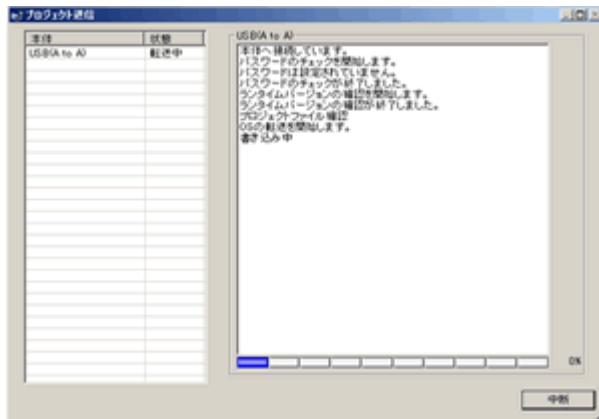 プロジェクト送信
本体 状態
USB(A to A) 転送中
USB(A to A)
本体へ接続しています。
パスワードのチェックを開始します。
パスワードは設定されていません。
パスワードのチェックが終了しました。
ランタイムバージョンの確認を開始します。
ランタイムバージョンの確認が終了しました。
プロジェクトファイル確認
OSの転送を開始します。
書き込み中
0%
中断